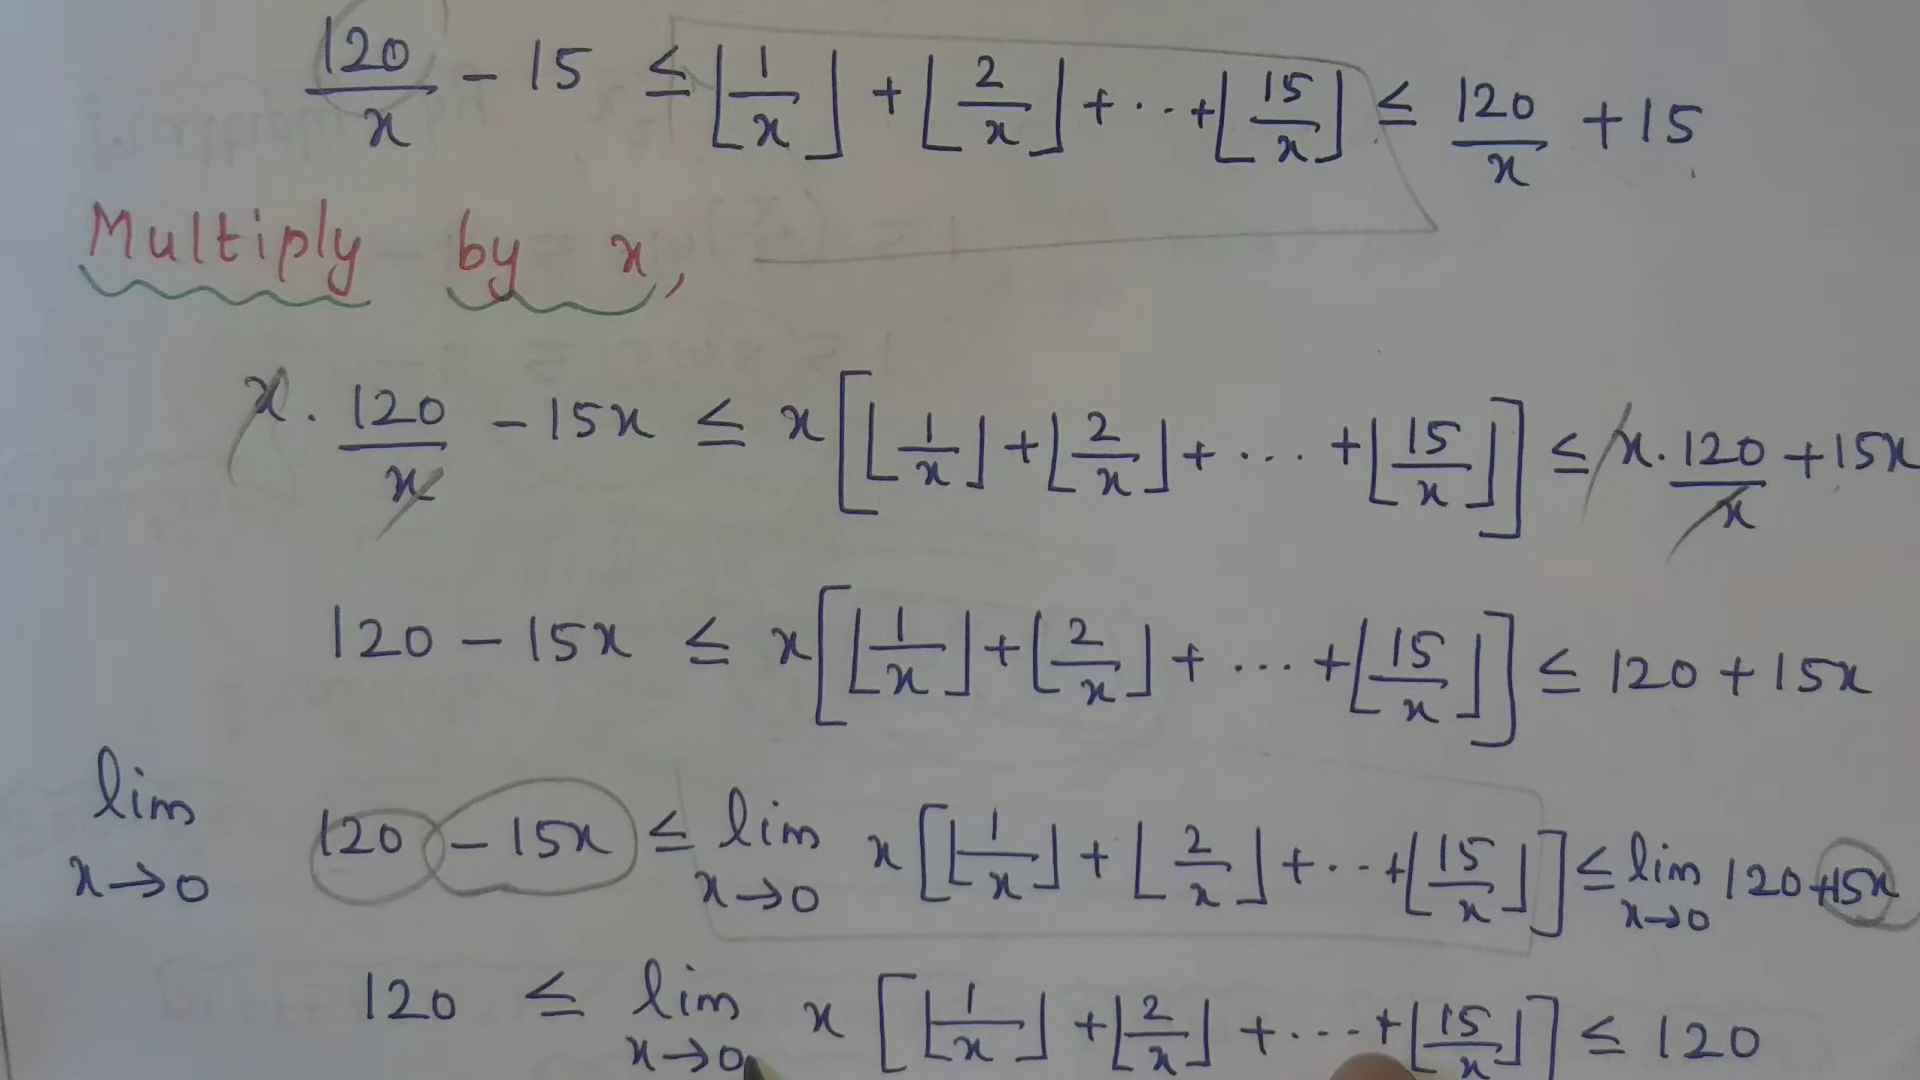 120/x - 15 ≤ ⌊1/x⌋ + ⌊2/x⌋ + ··· + ⌊15/x⌋ ≤ 120/x + 15
Multiply by x,
x · 120/x - 15x ≤ x[⌊1/x⌋ + ⌊2/x⌋ + ··· + ⌊15/x⌋] ≤ x · 120/x + 15x
120 - 15x ≤ x[⌊1/x⌋ + ⌊2/x⌋ + ··· + ⌊15/x⌋] ≤ 120 + 15x
lim x→0 120 - 15x ≤ lim x→0 x[⌊1/x⌋ + ⌊2/x⌋ + ··· + ⌊15/x⌋] ≤ lim x→0 120 + 15x
120 ≤ lim x→0 x[⌊1/x⌋ + ⌊2/x⌋ + ··· + ⌊15/x⌋] ≤ 120